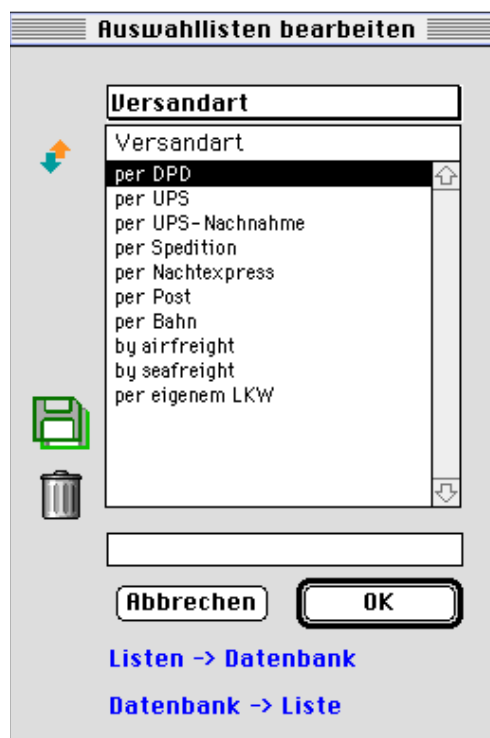 Auswahllisten bearbeiten
Versandart
Versandart
per DPD
per UPS
per UPS-Nachnahme
per Spedition
per Nachtexpress
per Post
per Bahn
by airfreight
by seafreight
per eigenem LKW
Abbrechen
OK
Listen -> Datenbank
Datenbank -> Liste